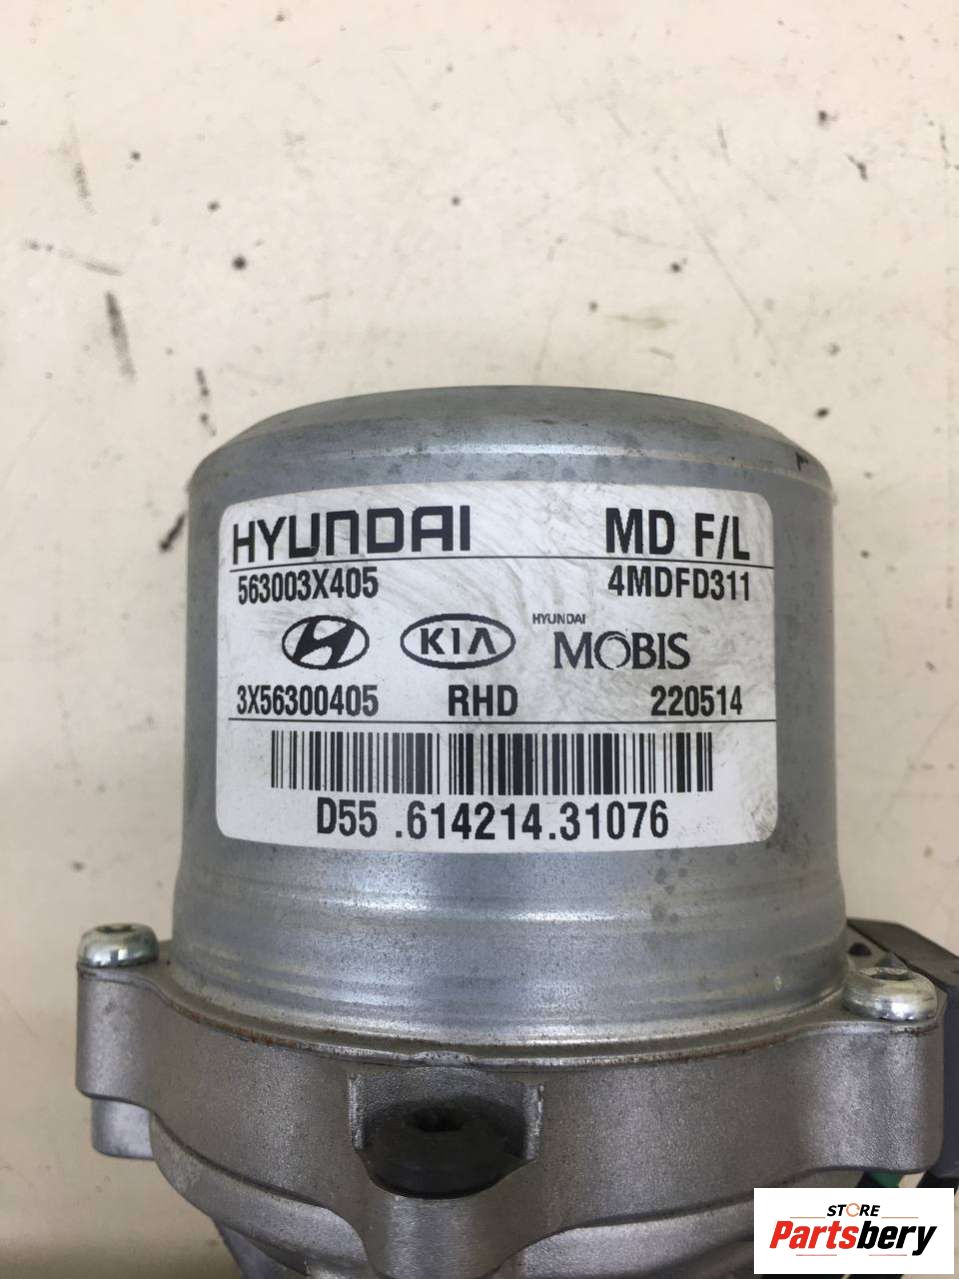 HYUNDAI MD F/L
563003X405 4MDFD311
H KIA HYUNDAI MOBIS
3X56300405 RHD 220514
D55 .614214.31076
STORE
Partsbery